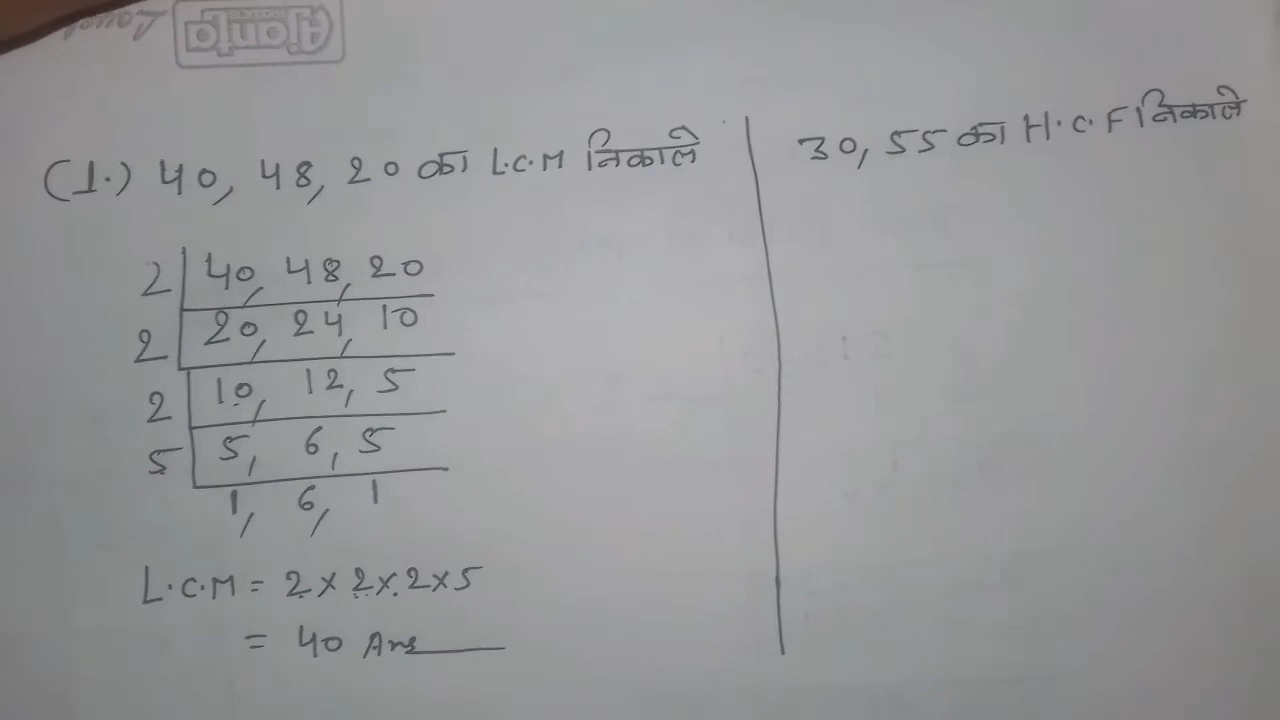 Ajanta
(1.) 40, 48, 20 का L.C.M निकाले
2 | 40, 48, 20
2 | 20, 24, 10
2 | 10, 12, 5
5 | 5, 6, 5
1, 6, 1
L.C.M = 2 × 2 × 2 × 5
= 40 Ans
30, 55 का H.C.F निकाले